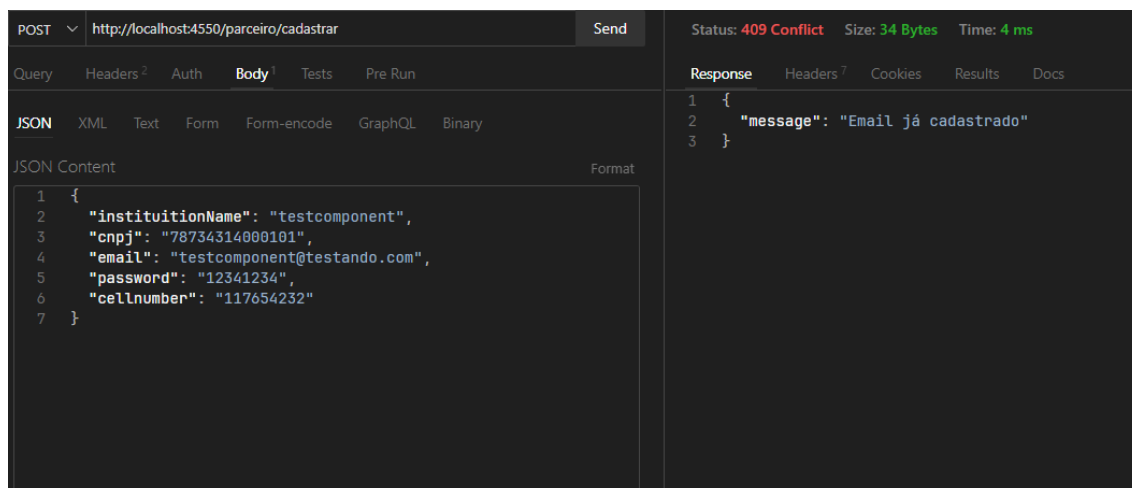 POST http://localhost:4550/parceiro/cadastrar Send
Query Headers 2 Auth Body 1 Tests Pre Run
JSON XML Text Form Form-encode GraphQL Binary
JSON Content Format
1 {
2 "instituitionName": "testcomponent",
3 "cnpj": "78734314000101",
4 "email": "testcomponent@testando.com",
5 "password": "12341234",
6 "cellnumber": "117654232"
7 }
Status: 409 Conflict Size: 34 Bytes Time: 4 ms
Response Headers 7 Cookies Results Docs
1 {
2 "message": "Email já cadastrado"
3 }